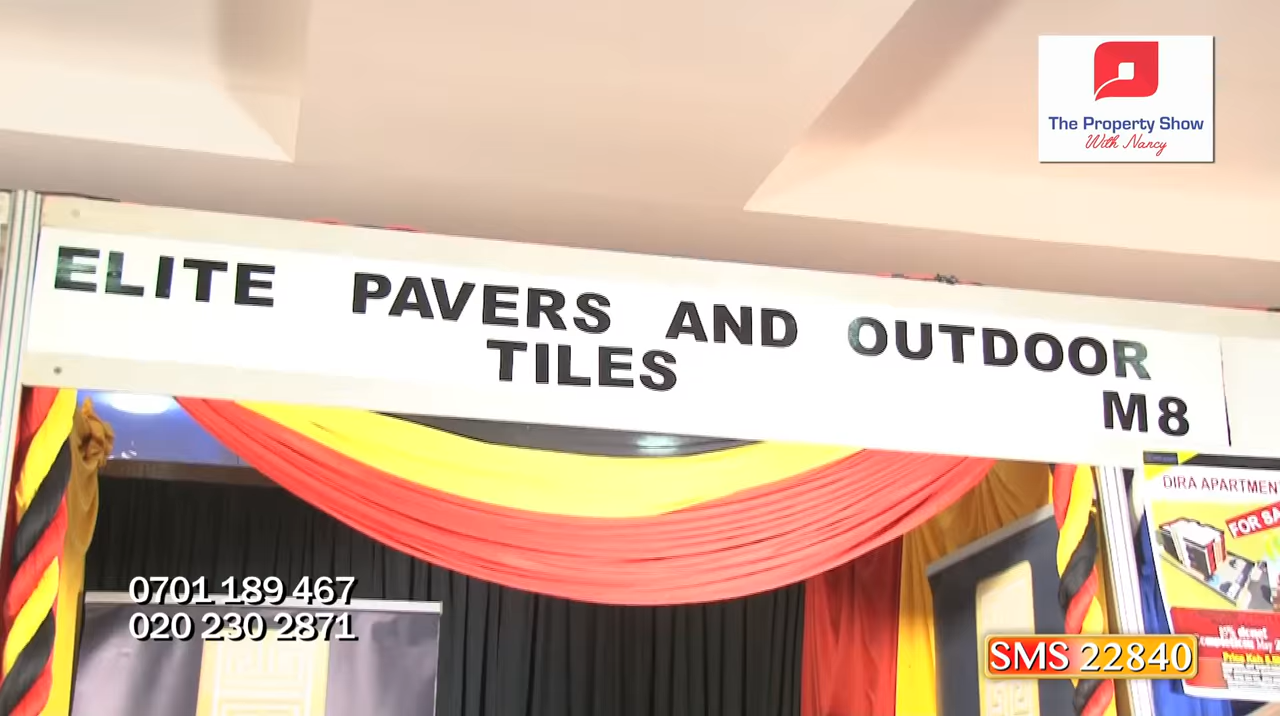 The Property Show
With Nancy
ELITE PAVERS AND OUTDOOR
TILES
M8
DIRA APARTMEN
FOR SA
0701 189 467
020 230 2871
SMS 22840